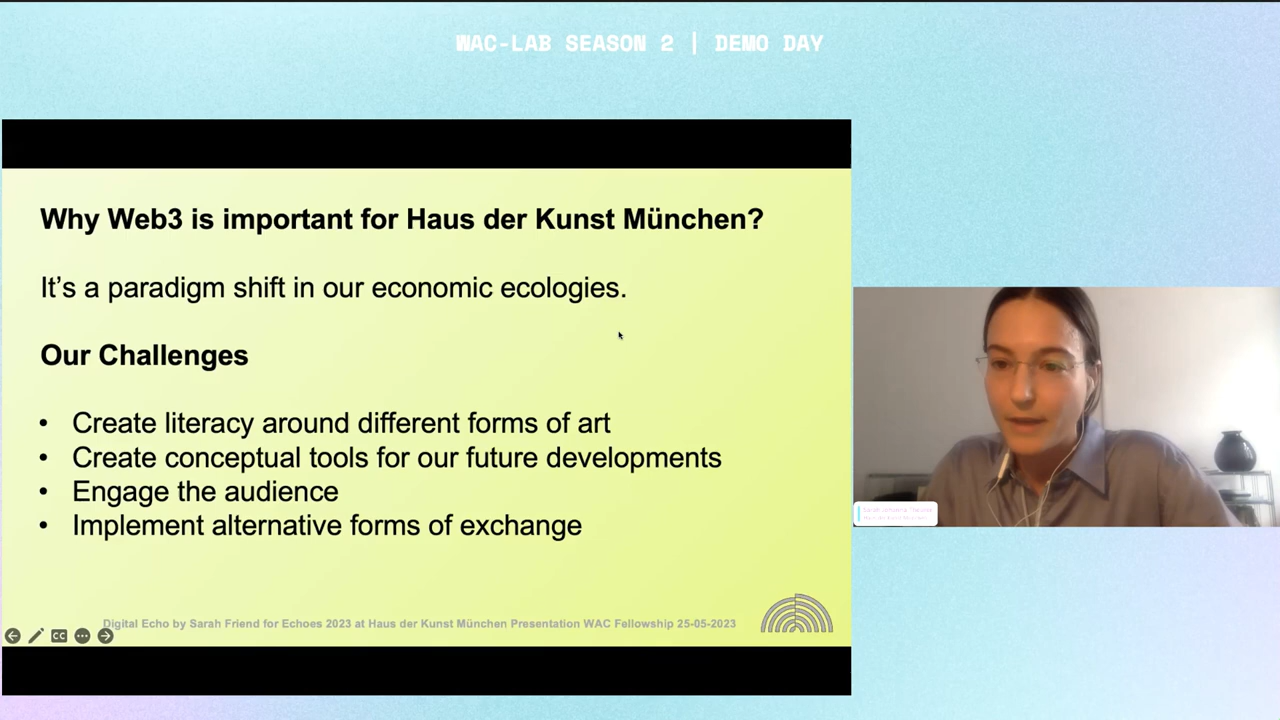 WAC-LAB SEASON 2 | DEMO DAY
Why Web3 is important for Haus der Kunst München?
It’s a paradigm shift in our economic ecologies.
Our Challenges
• Create literacy around different forms of art
• Create conceptual tools for our future developments
• Engage the audience
• Implement alternative forms of exchange
Digital Echo by Sarah Friend for Echoes 2023 at Haus der Kunst München Presentation WAC Fellowship 25-05-2023
CC